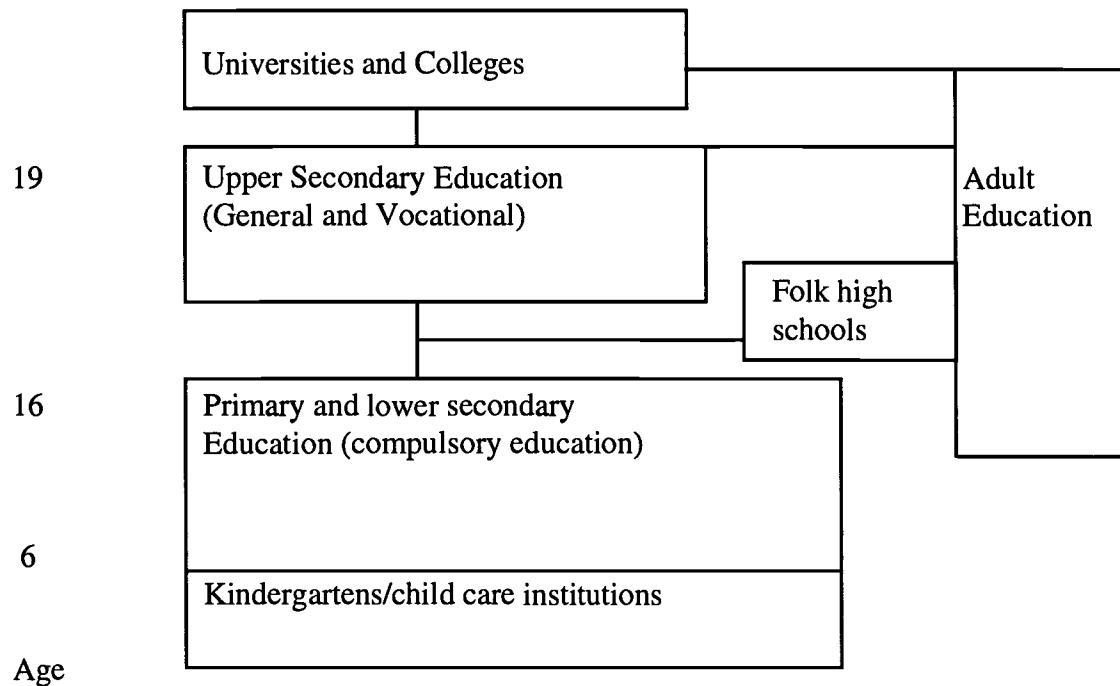 Universities and Colleges
19
Upper Secondary Education
(General and Vocational)
Adult
Education
Folk high
schools
16
Primary and lower secondary
Education (compulsory education)
6
Kindergartens/child care institutions
Age